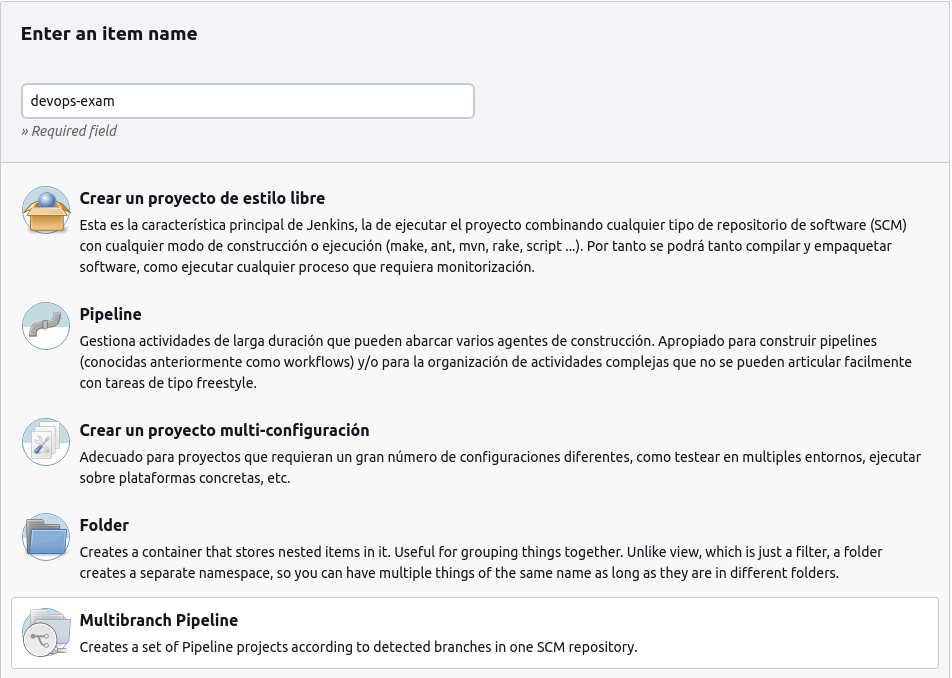 Enter an item name
devops-exam
» Required field
Crear un proyecto de estilo libre
Esta es la característica principal de Jenkins, la de ejecutar el proyecto combinando cualquier tipo de repositorio de software (SCM)
con cualquier modo de construcción o ejecución (make, ant, mvn, rake, script ...). Por tanto se podrá tanto compilar y empaquetar
software, como ejecutar cualquier proceso que requiera monitorización.
Pipeline
Gestiona actividades de larga duración que pueden abarcar varios agentes de construcción. Apropiado para construir pipelines
(conocidas anteriormente como workflows) y/o para la organización de actividades complejas que no se pueden articular facilmente
con tareas de tipo freestyle.
Crear un proyecto multi-configuración
Adecuado para proyectos que requieran un gran número de configuraciones diferentes, como testear en multiples entornos, ejecutar
sobre plataformas concretas, etc.
Folder
Creates a container that stores nested items in it. Useful for grouping things together. Unlike view, which is just a filter, a folder
creates a separate namespace, so you can have multiple things of the same name as long as they are in different folders.
Multibranch Pipeline
Creates a set of Pipeline projects according to detected branches in one SCM repository.